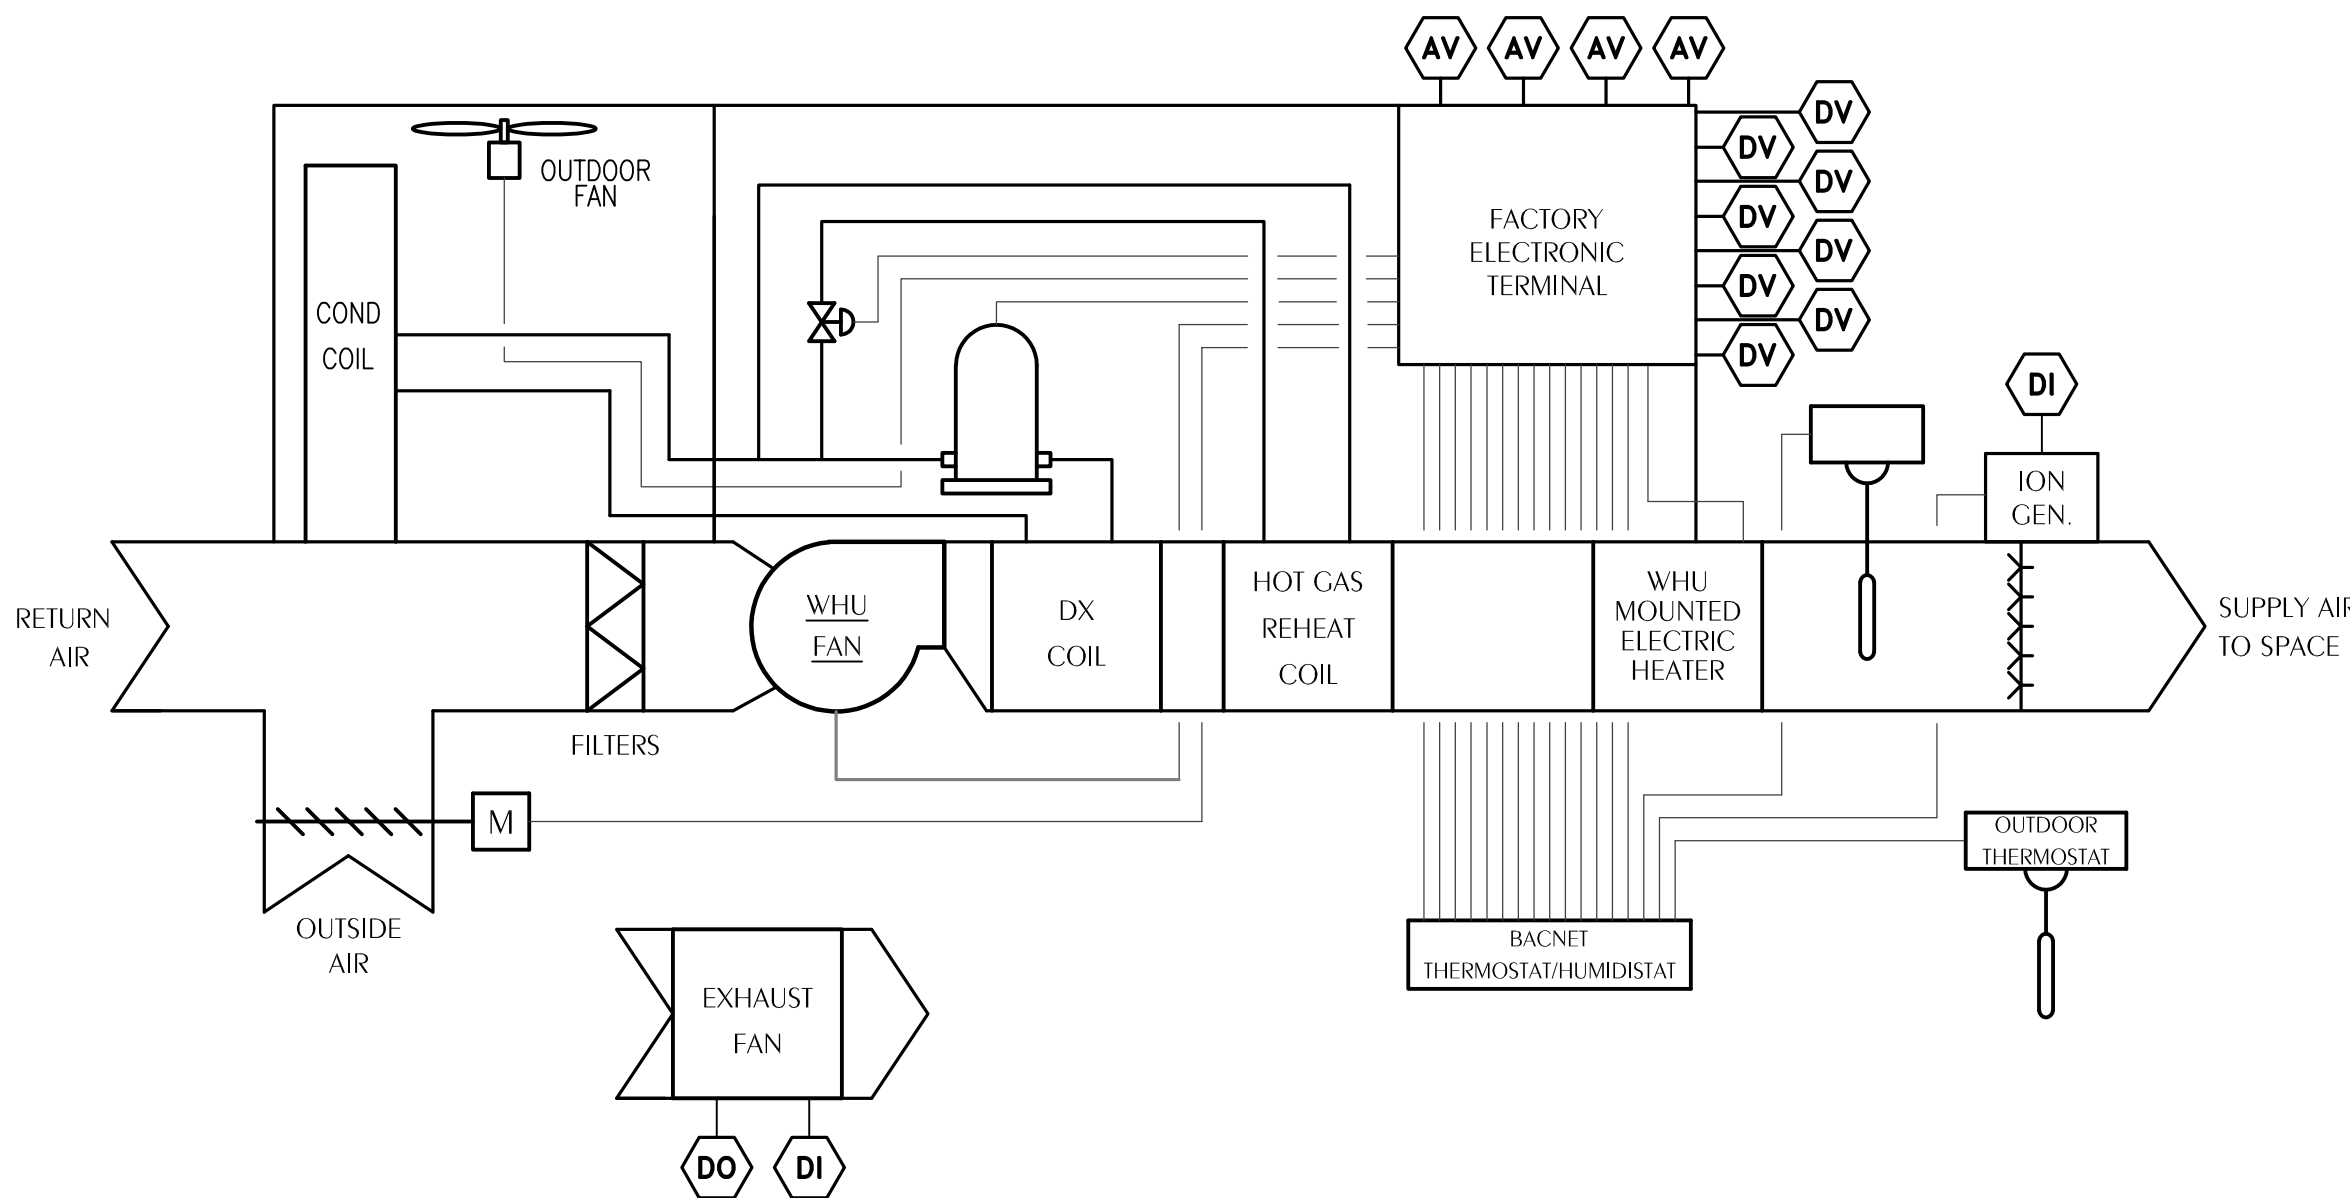 AV
AV
AV
AV
DV
DV
DV
DV
DV
DV
DV
DV
OUTDOOR
FAN
FACTORY
ELECTRONIC
TERMINAL
COND
COIL
DI
ION
GEN.
RETURN
AIR
WHU
FAN
DX
COIL
HOT GAS
REHEAT
COIL
WHU
MOUNTED
ELECTRIC
HEATER
SUPPLY AIR
TO SPACE
FILTERS
M
OUTSIDE
AIR
OUTDOOR
THERMOSTAT
BACNET
THERMOSTAT/HUMIDISTAT
EXHAUST
FAN
DO
DI